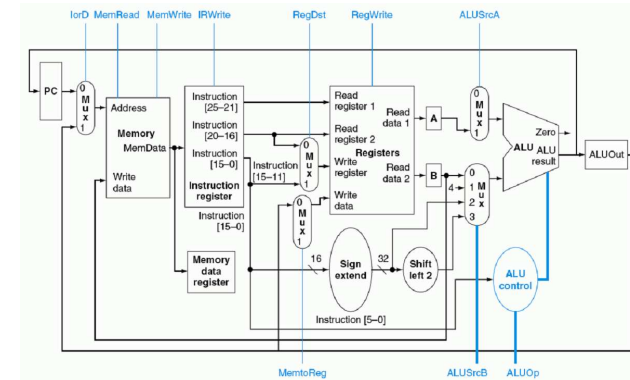 IorD MemRead MemWrite IRWrite RegDst RegWrite ALUSrcA
PC
0
M
u
x
1
Address
Memory
MemData
Write
data
Instruction
[25–21]
Instruction
[20–16]
Instruction
[15–0]
Instruction
register
Instruction
[15–0]
Memory
data
register
Instruction
[15–11]
0
M
u
x
1
0
M
u
x
1
Read
register 1
Read
register 2
Registers
Write
register
Write
data
Read
data 1
Read
data 2
A
B
4
0
M
u
x
1
0
1
2
3
M
u
x
Zero
ALU ALU
result
ALUOut
16
Sign
extend
32
Shift
left 2
ALU
control
Instruction [5–0]
MemtoReg
ALUSrcB
ALUOp